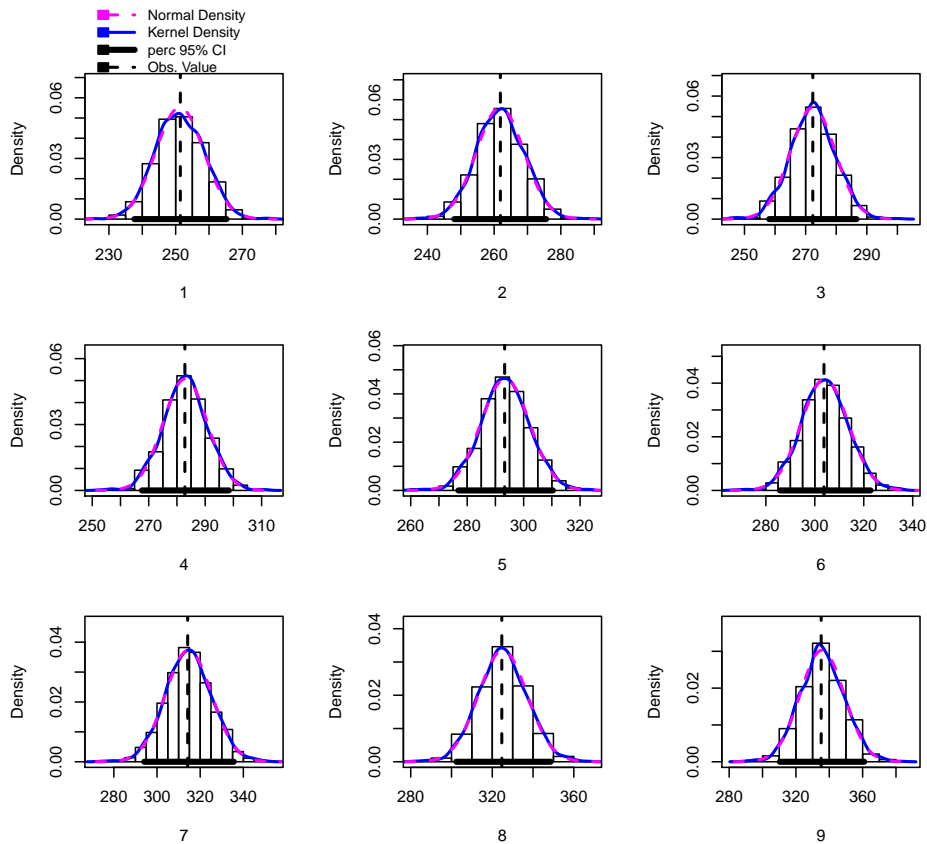 Normal Density
Kernel Density
perc 95% CI
Obs. Value
Density
0.00 0.03 0.06
230 250 270
1
Density
0.00 0.03 0.06
240 260 280
2
Density
0.00 0.03 0.06
250 270 290
3
Density
0.00 0.03 0.06
250 270 290 310
4
Density
0.00 0.02 0.04 0.06
260 280 300 320
5
Density
0.00 0.02 0.04
280 300 320 340
6
Density
0.00 0.02 0.04
280 300 320 340
7
Density
0.00 0.02 0.04
280 320 360
8
Density
0.00 0.02
320 360
9